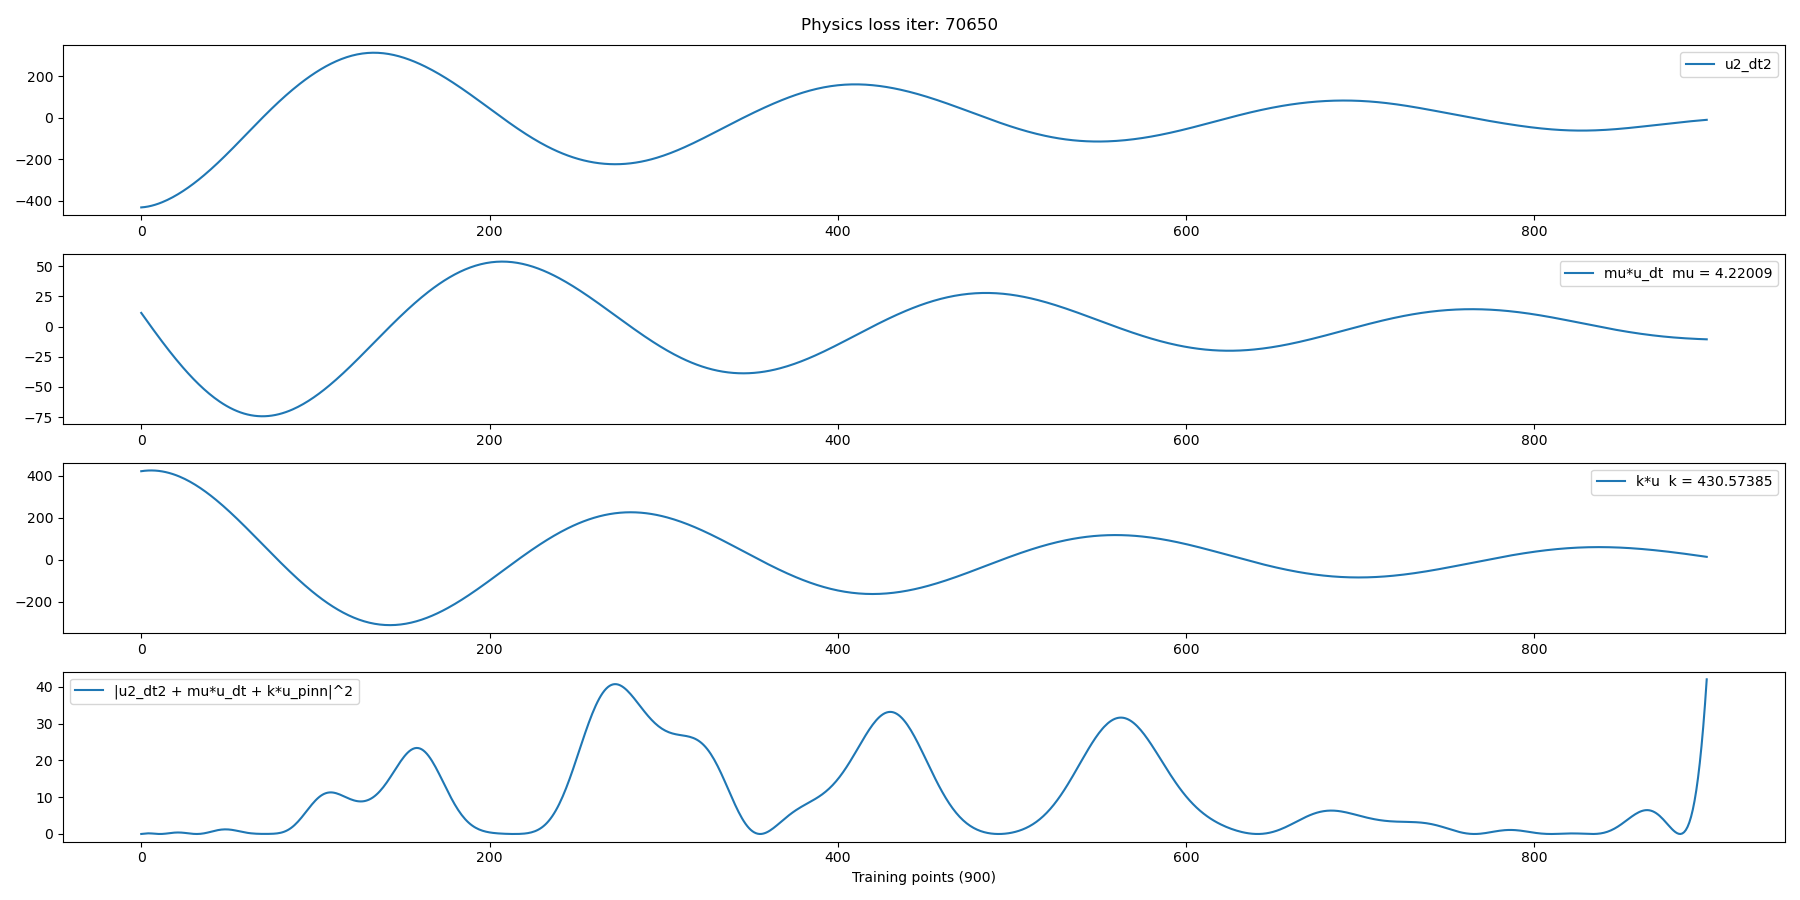 Physics loss iter: 70650
u2_dt2
200
0
−200
−400
0 200 400 600 800
mu*u_dt mu = 4.22009
50
25
0
−25
−50
−75
0 200 400 600 800
k*u k = 430.57385
400
200
0
−200
0 200 400 600 800
|u2_dt2 + mu*u_dt + k*u_pinn|^2
40
30
20
10
0
0 200 400 600 800
Training points (900)